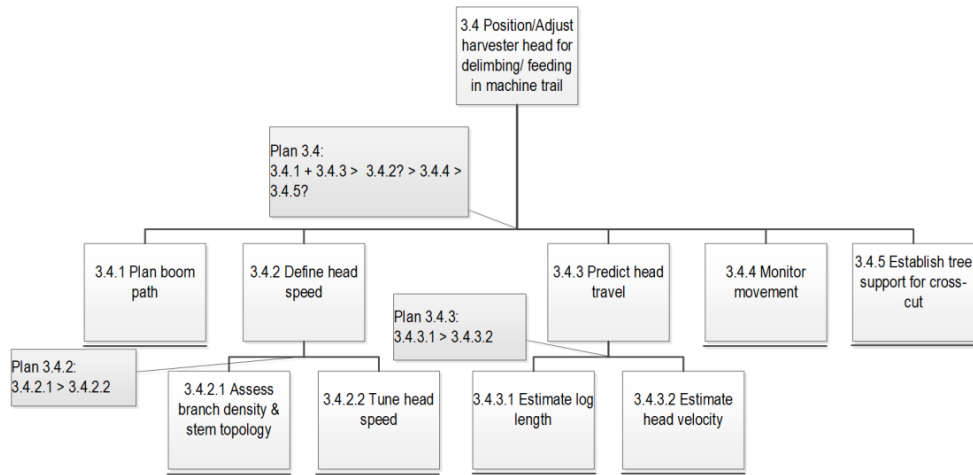 3.4 Position/Adjust
harvester head for
delimbing/ feeding
in machine trail
Plan 3.4:
3.4.1 + 3.4.3 >  3.4.2? > 3.4.4 >
3.4.5?
3.4.1 Plan boom
path
3.4.2 Define head
speed
3.4.3 Predict head
travel
3.4.4 Monitor
movement
3.4.5 Establish tree
support for cross-
cut
Plan 3.4.3:
3.4.3.1 > 3.4.3.2
Plan 3.4.2:
3.4.2.1 > 3.4.2.2
3.4.2.1 Assess
branch density &
stem topology
3.4.2.2 Tune head
speed
3.4.3.1 Estimate log
length
3.4.3.2 Estimate
head velocity